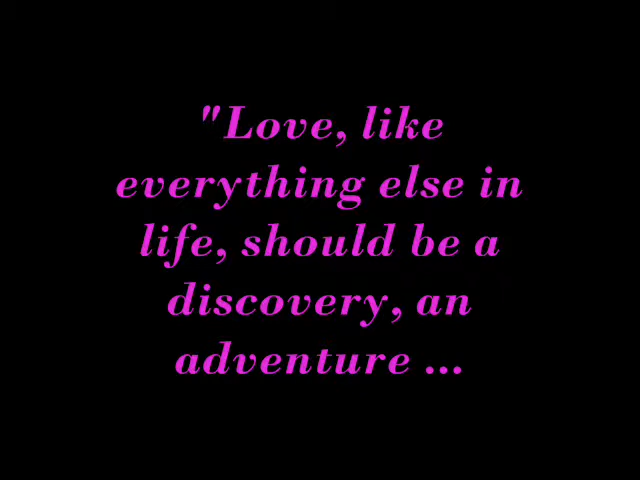 "Love, like
everything else in
life, should be a
discovery, an
adventure ...